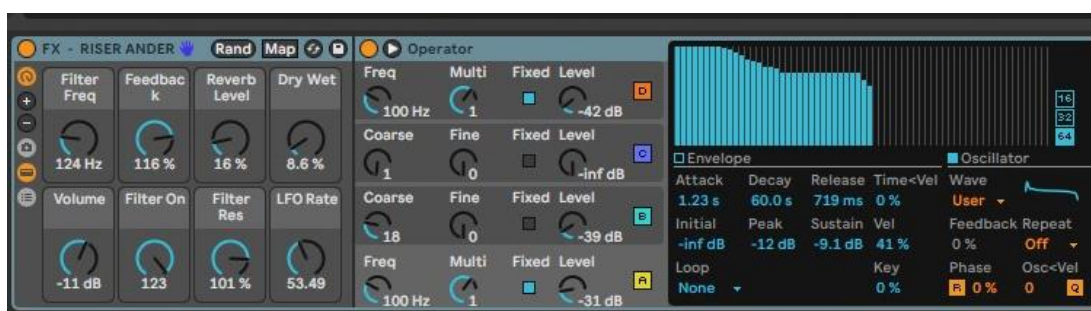 FX - RISER ANDER Rand Map
Filter Freq
124 Hz
Feedbac
k
116 %
Reverb
Level
16 %
Dry Wet
8.6 %
Volume
-11 dB
Filter On
123
Filter
Res
101 %
LFO Rate
53.49
Operator
Freq Multi Fixed Level
100 Hz 1 -42 dB D
Coarse Fine Fixed Level
1 0 -inf dB C
Coarse Fine Fixed Level
18 0 -39 dB B
Freq Multi Fixed Level
100 Hz 1 -31 dB A
16
32
64
Envelope
Attack Decay Release Time<Vel
1.23 s 60.0 s 719 ms 0 %
Initial Peak Sustain Vel
-inf dB -12 dB -9.1 dB 41 %
Loop Key
None 0 %
Oscillator
Wave
User
Feedback Repeat
0 % Off
Phase Osc<Vel
R 0 % 0 Q